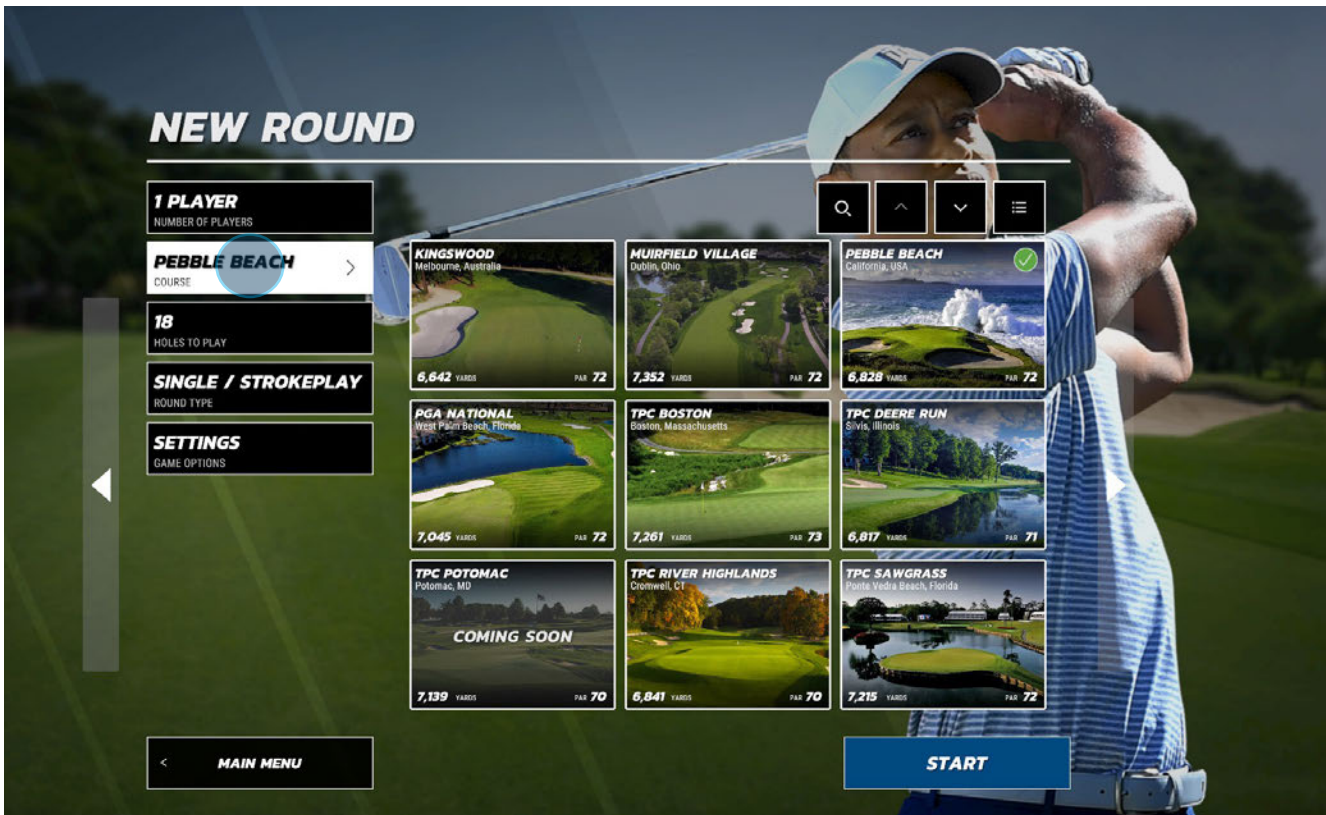 NEW ROUND
1 PLAYER
NUMBER OF PLAYERS
PEBBLE BEACH
COURSE
18
HOLES TO PLAY
SINGLE / STROKEPLAY
ROUND TYPE
SETTINGS
GAME OPTIONS
KINGSWOOD
Melbourne, Australia
6,642 YARDS PAR 72
MUIRFIELD VILLAGE
Dublin, Ohio
7,352 YARDS PAR 72
PEBBLE BEACH
California, USA
6,828 YARDS PAR 72
PGA NATIONAL
West Palm Beach, Florida
7,045 YARDS PAR 72
TPC BOSTON
Boston, Massachusetts
7,261 YARDS PAR 73
TPC DEERE RUN
Silvis, Illinois
6,817 YARDS PAR 71
TPC POTOMAC
Potomac, MD
COMING SOON
7,139 YARDS PAR 70
TPC RIVER HIGHLANDS
Cromwell, CT
6,841 YARDS PAR 70
TPC SAWGRASS
Ponte Vedra Beach, Florida
7,215 YARDS PAR 72
< MAIN MENU
START